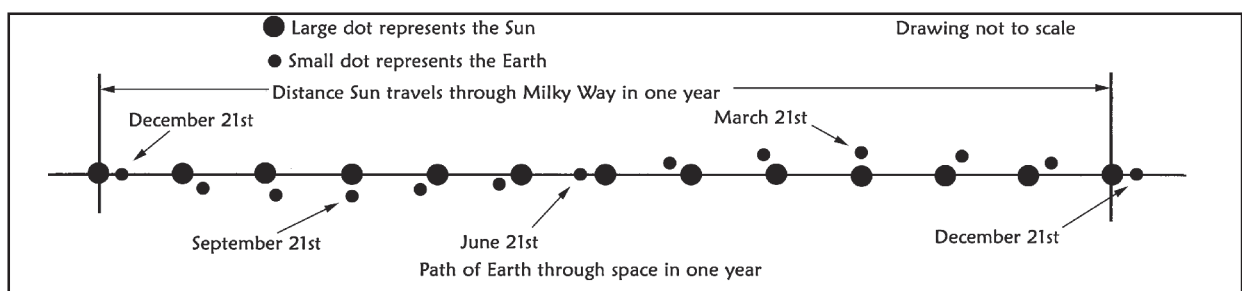 Large dot represents the Sun
Drawing not to scale
Small dot represents the Earth
Distance Sun travels through Milky Way in one year
December 21st
March 21st
September 21st
June 21st
December 21st
Path of Earth through space in one year